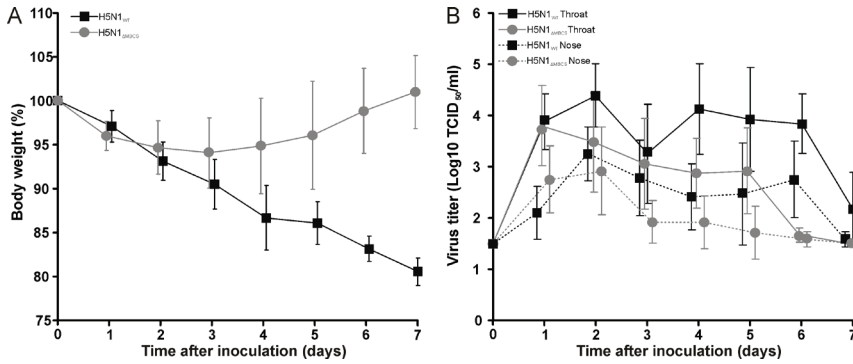 A
H5N1WT
H5N1ΔMBCS
110
105
100
95
90
85
80
75
Body weight (%)
0 1 2 3 4 5 6 7
Time after inoculation (days)
B
H5N1WT Throat
H5N1ΔMBCS Throat
H5N1WT Nose
H5N1ΔMBCS Nose
6
5
4
3
2
1
0
Virus titer (Log10 TCID50/ml)
0 1 2 3 4 5 6 7
Time after inoculation (days)